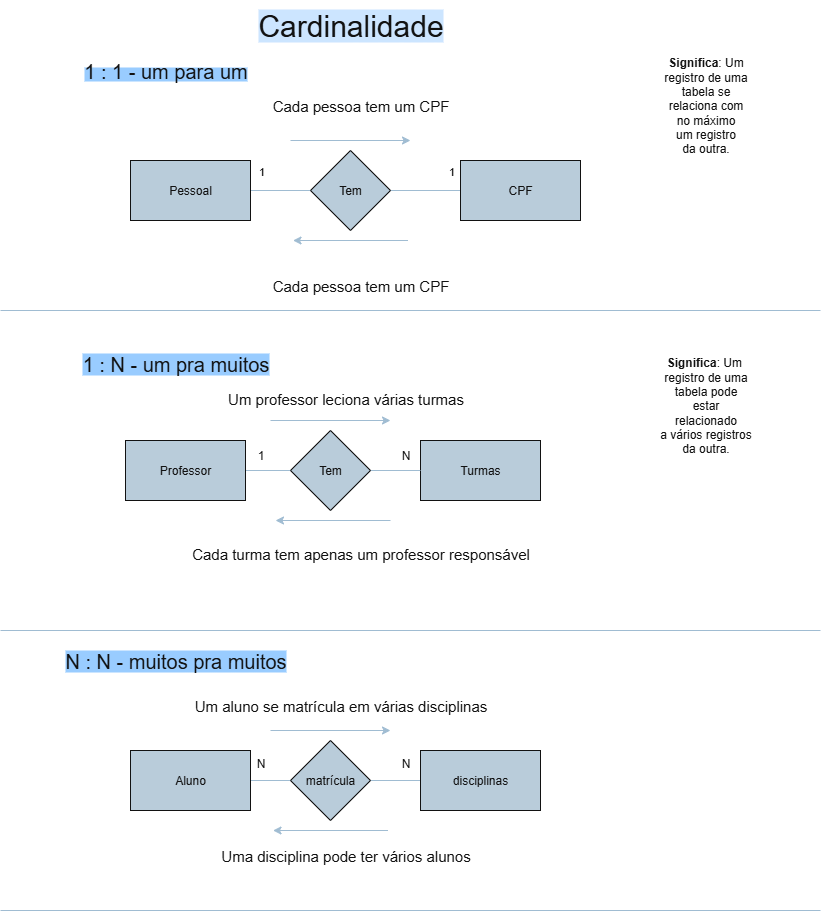 Cardinalidade
1 : 1 - um para um
Significa: Um
registro de uma
tabela se
relaciona com
no máximo
um registro
da outra.
Cada pessoa tem um CPF
Pessoal
1
Tem
1
CPF
Cada pessoa tem um CPF
1 : N - um pra muitos
Significa: Um
registro de uma
tabela pode
estar
relacionado
a vários registros
da outra.
Um professor leciona várias turmas
Professor
1
Tem
N
Turmas
Cada turma tem apenas um professor responsável
N : N - muitos pra muitos
Um aluno se matrícula em várias disciplinas
Aluno
N
matrícula
N
disciplinas
Uma disciplina pode ter vários alunos